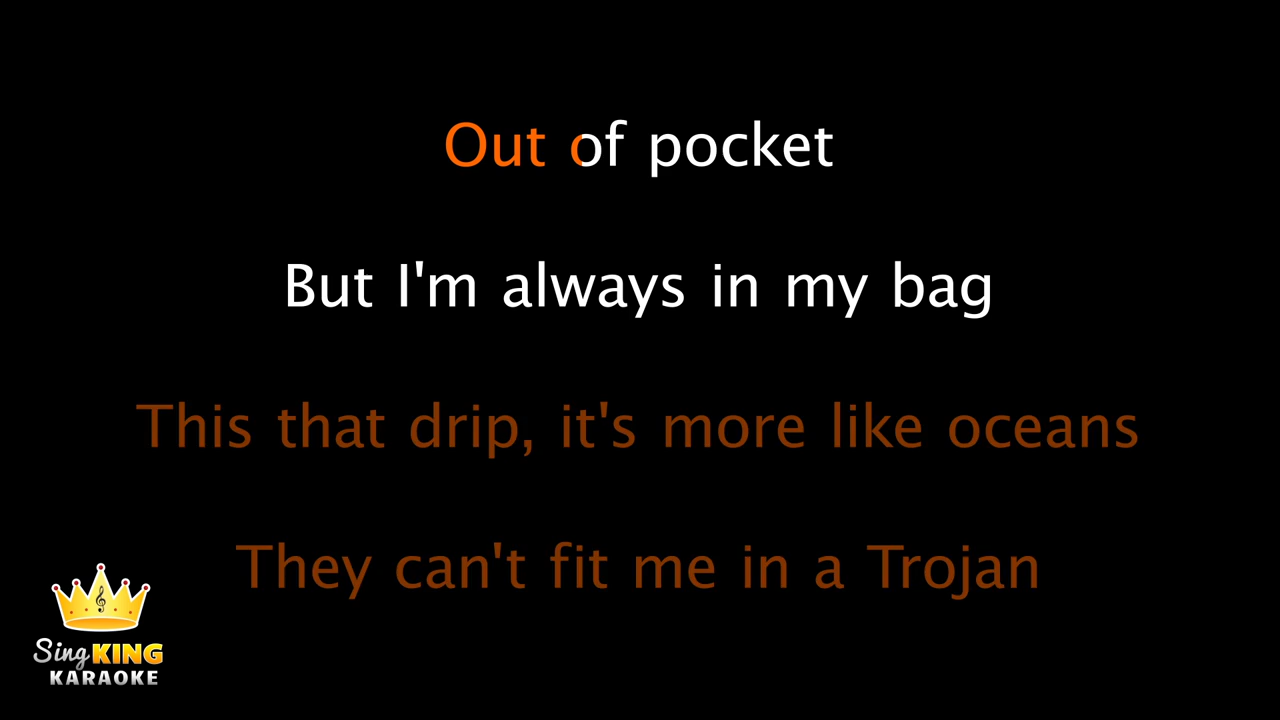 Out of pocket
But I'm always in my bag
This that drip, it's more like oceans
They can't fit me in a Trojan
Sing KING
KARAOKE